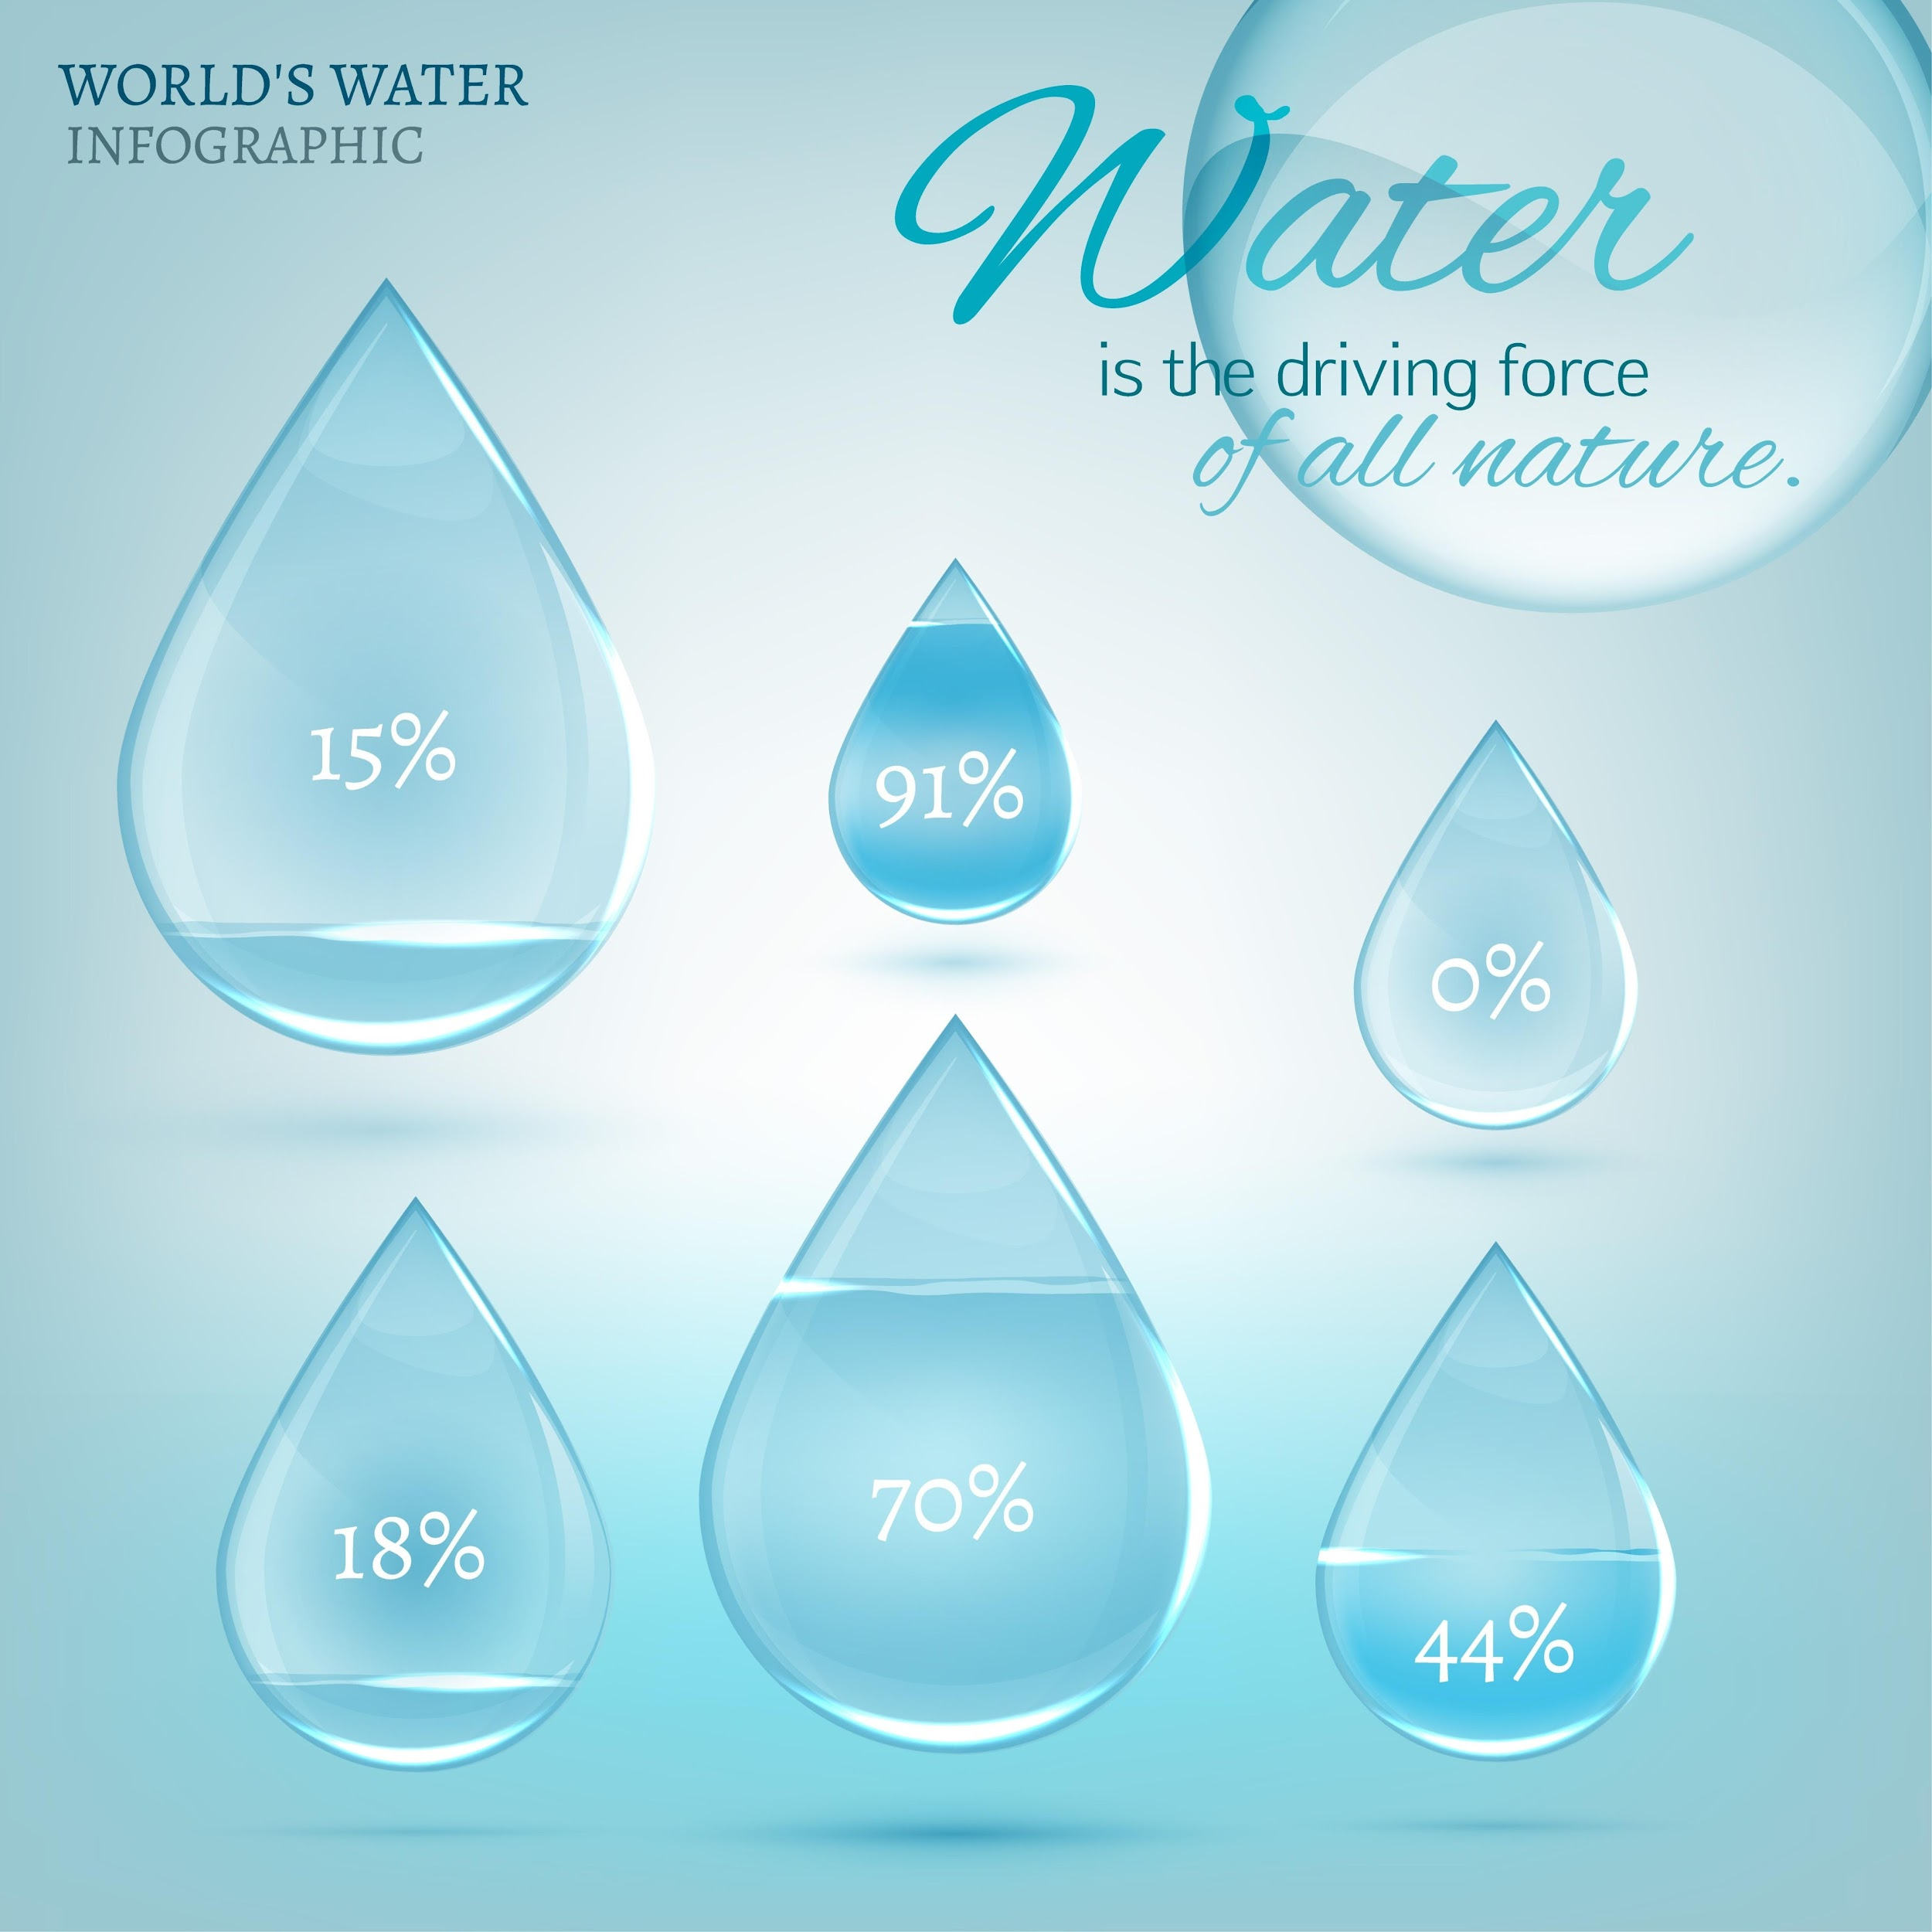 WORLD'S WATER
INFOGRAPHIC
Water
is the driving force
of all nature.
15%
91%
0%
18%
70%
44%